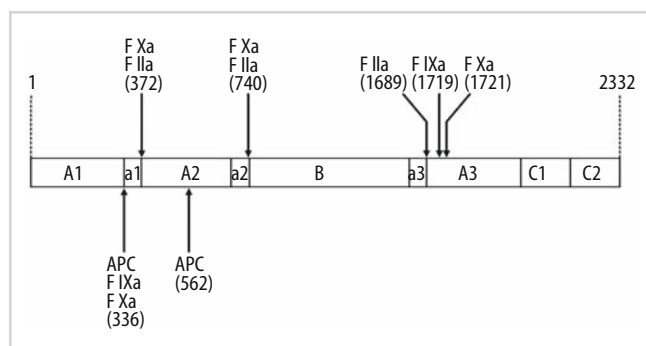 F Xa
F IIa
(372)
F Xa
F IIa
(740)
F IIa
(1689)
F IXa
(1719)
F Xa
(1721)
1
2332
A1
a1
A2
a2
B
a3
A3
C1
C2
APC
F IXa
F Xa
(336)
APC
(562)